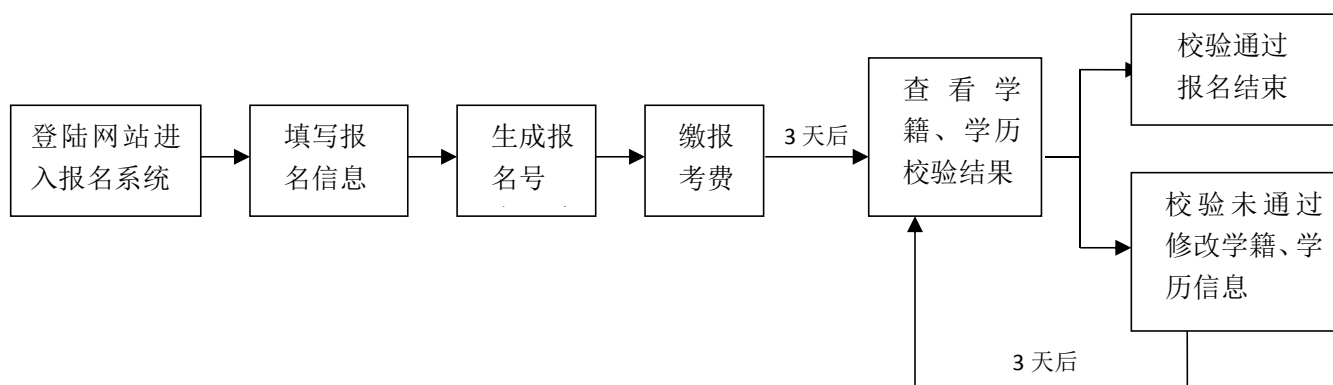 登陆网站进
入报名系统
填写报
名信息
生成报
名号
缴报
考费
3 天后
查看学
籍、学历
校验结果
校验通过
报名结束
校验未通过
修改学籍、学
历信息
3 天后